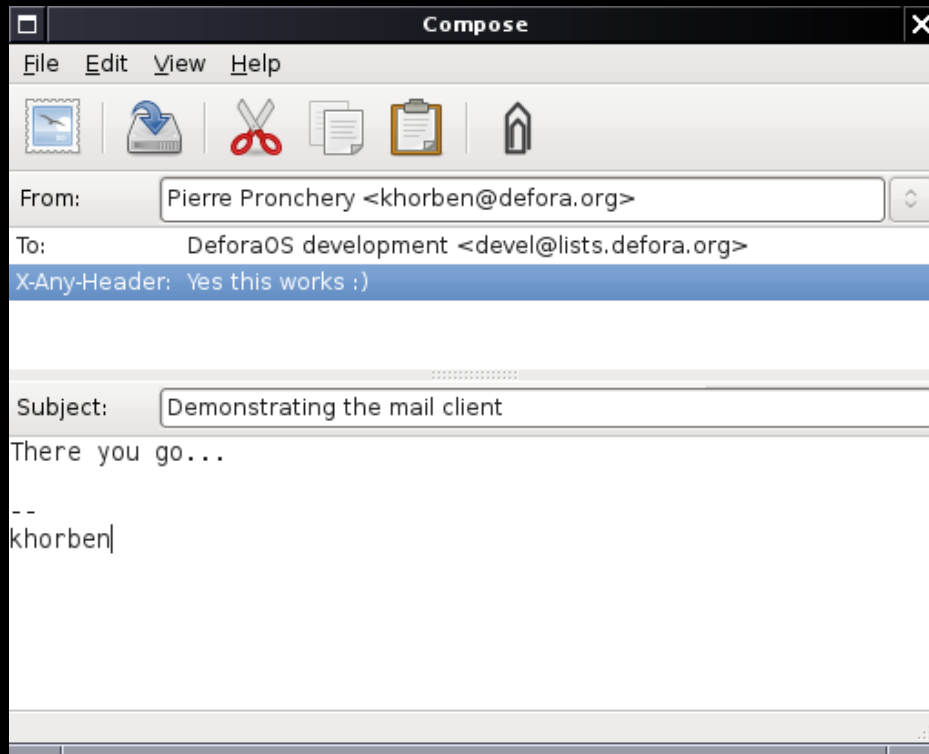 Compose
File Edit View Help
From: Pierre Pronchery <khorben@defora.org>
To: DeforaOS development <devel@lists.defora.org>
X-Any-Header: Yes this works :)
Subject: Demonstrating the mail client
There you go...
--
khorben